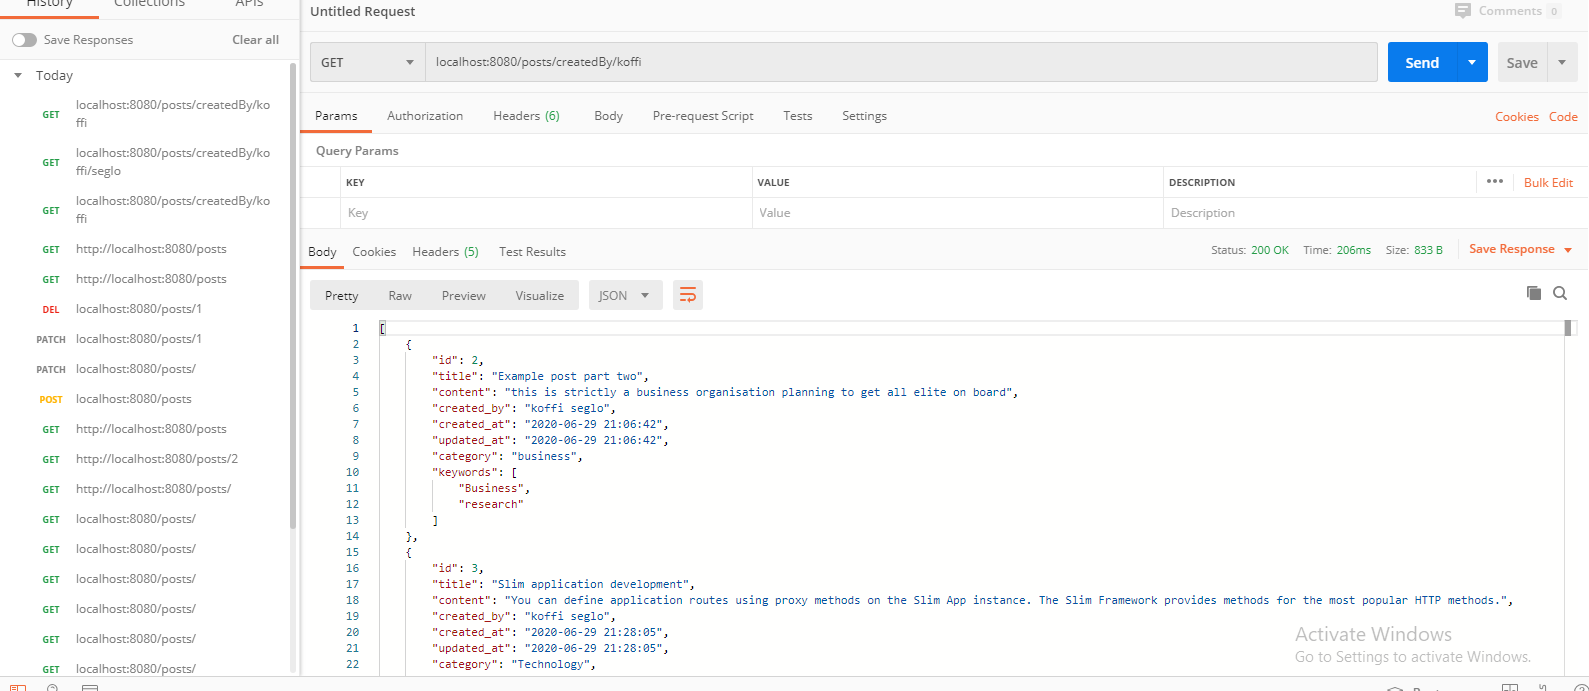 History Collections APIs
Save Responses Clear all
Today
GET localhost:8080/posts/createdBy/ko
ffi
GET localhost:8080/posts/createdBy/ko
ffi/seglo
GET localhost:8080/posts/createdBy/ko
ffi
GET http://localhost:8080/posts
GET http://localhost:8080/posts
DEL localhost:8080/posts/1
PATCH localhost:8080/posts/1
PATCH localhost:8080/posts/
POST localhost:8080/posts
GET http://localhost:8080/posts
GET http://localhost:8080/posts/2
GET http://localhost:8080/posts/
GET localhost:8080/posts/
GET localhost:8080/posts/
GET localhost:8080/posts/
GET localhost:8080/posts/
GET localhost:8080/posts/
GET localhost:8080/posts/
Untitled Request Comments 0
GET localhost:8080/posts/createdBy/koffi Send Save
Params Authorization Headers (6) Body Pre-request Script Tests Settings Cookies Code
Query Params
KEY VALUE DESCRIPTION ••• Bulk Edit
Key Value Description
Body Cookies Headers (5) Test Results Status: 200 OK Time: 206ms Size: 833 B Save Response
Pretty Raw Preview Visualize JSON
1 [
2 {
3 "id": 2,
4 "title": "Example post part two",
5 "content": "this is strictly a business organisation planning to get all elite on board",
6 "created_by": "koffi seglo",
7 "created_at": "2020-06-29 21:06:42",
8 "updated_at": "2020-06-29 21:06:42",
9 "category": "business",
10 "keywords": [
11 "Business",
12 "research"
13 ]
14 },
15 {
16 "id": 3,
17 "title": "Slim application development",
18 "content": "You can define application routes using proxy methods on the Slim App instance. The Slim Framework provides methods for the most popular HTTP methods.",
19 "created_by": "koffi seglo",
20 "created_at": "2020-06-29 21:28:05",
21 "updated_at": "2020-06-29 21:28:05",
22 "category": "Technology",
Activate Windows
Go to Settings to activate Windows.